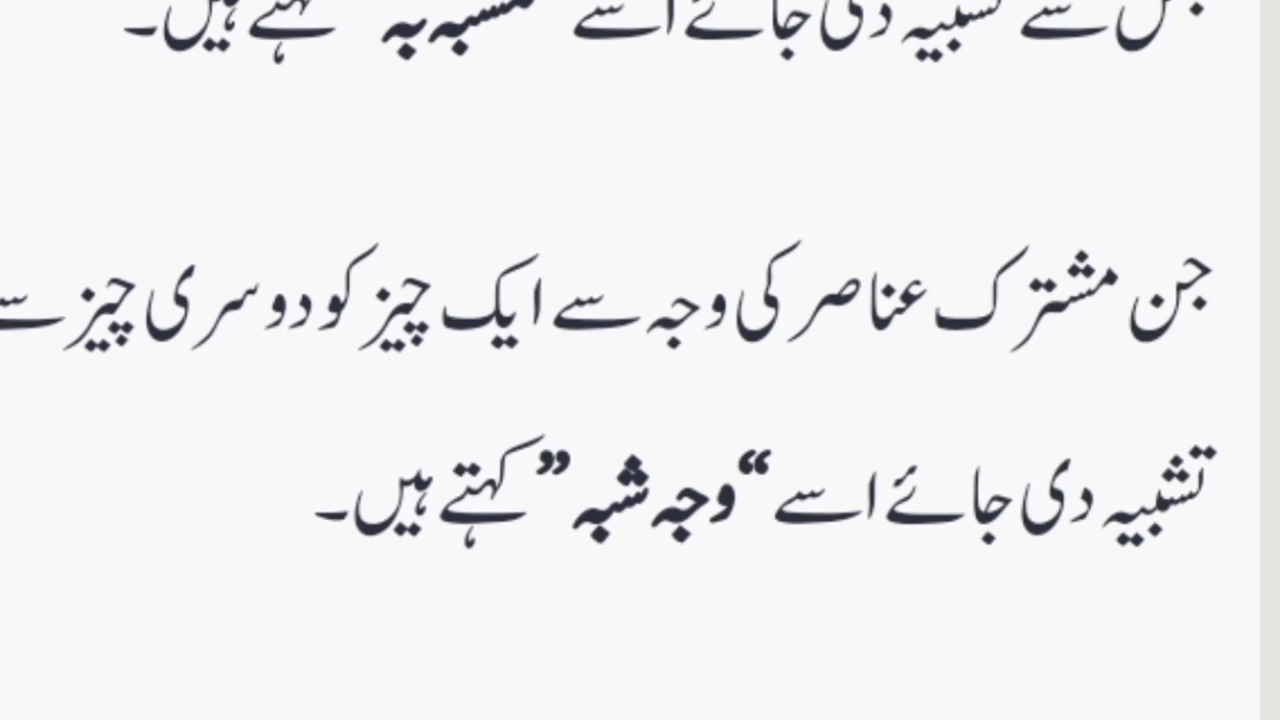 جس سے تشبیہ دی جائے اسے مشبہ بہ کہتے ہیں۔
جن مشترک عناصر کی وجہ سے ایک چیز کو دوسری چیز سے
تشبیہ دی جائے اسے “وجہ شبہ” کہتے ہیں۔